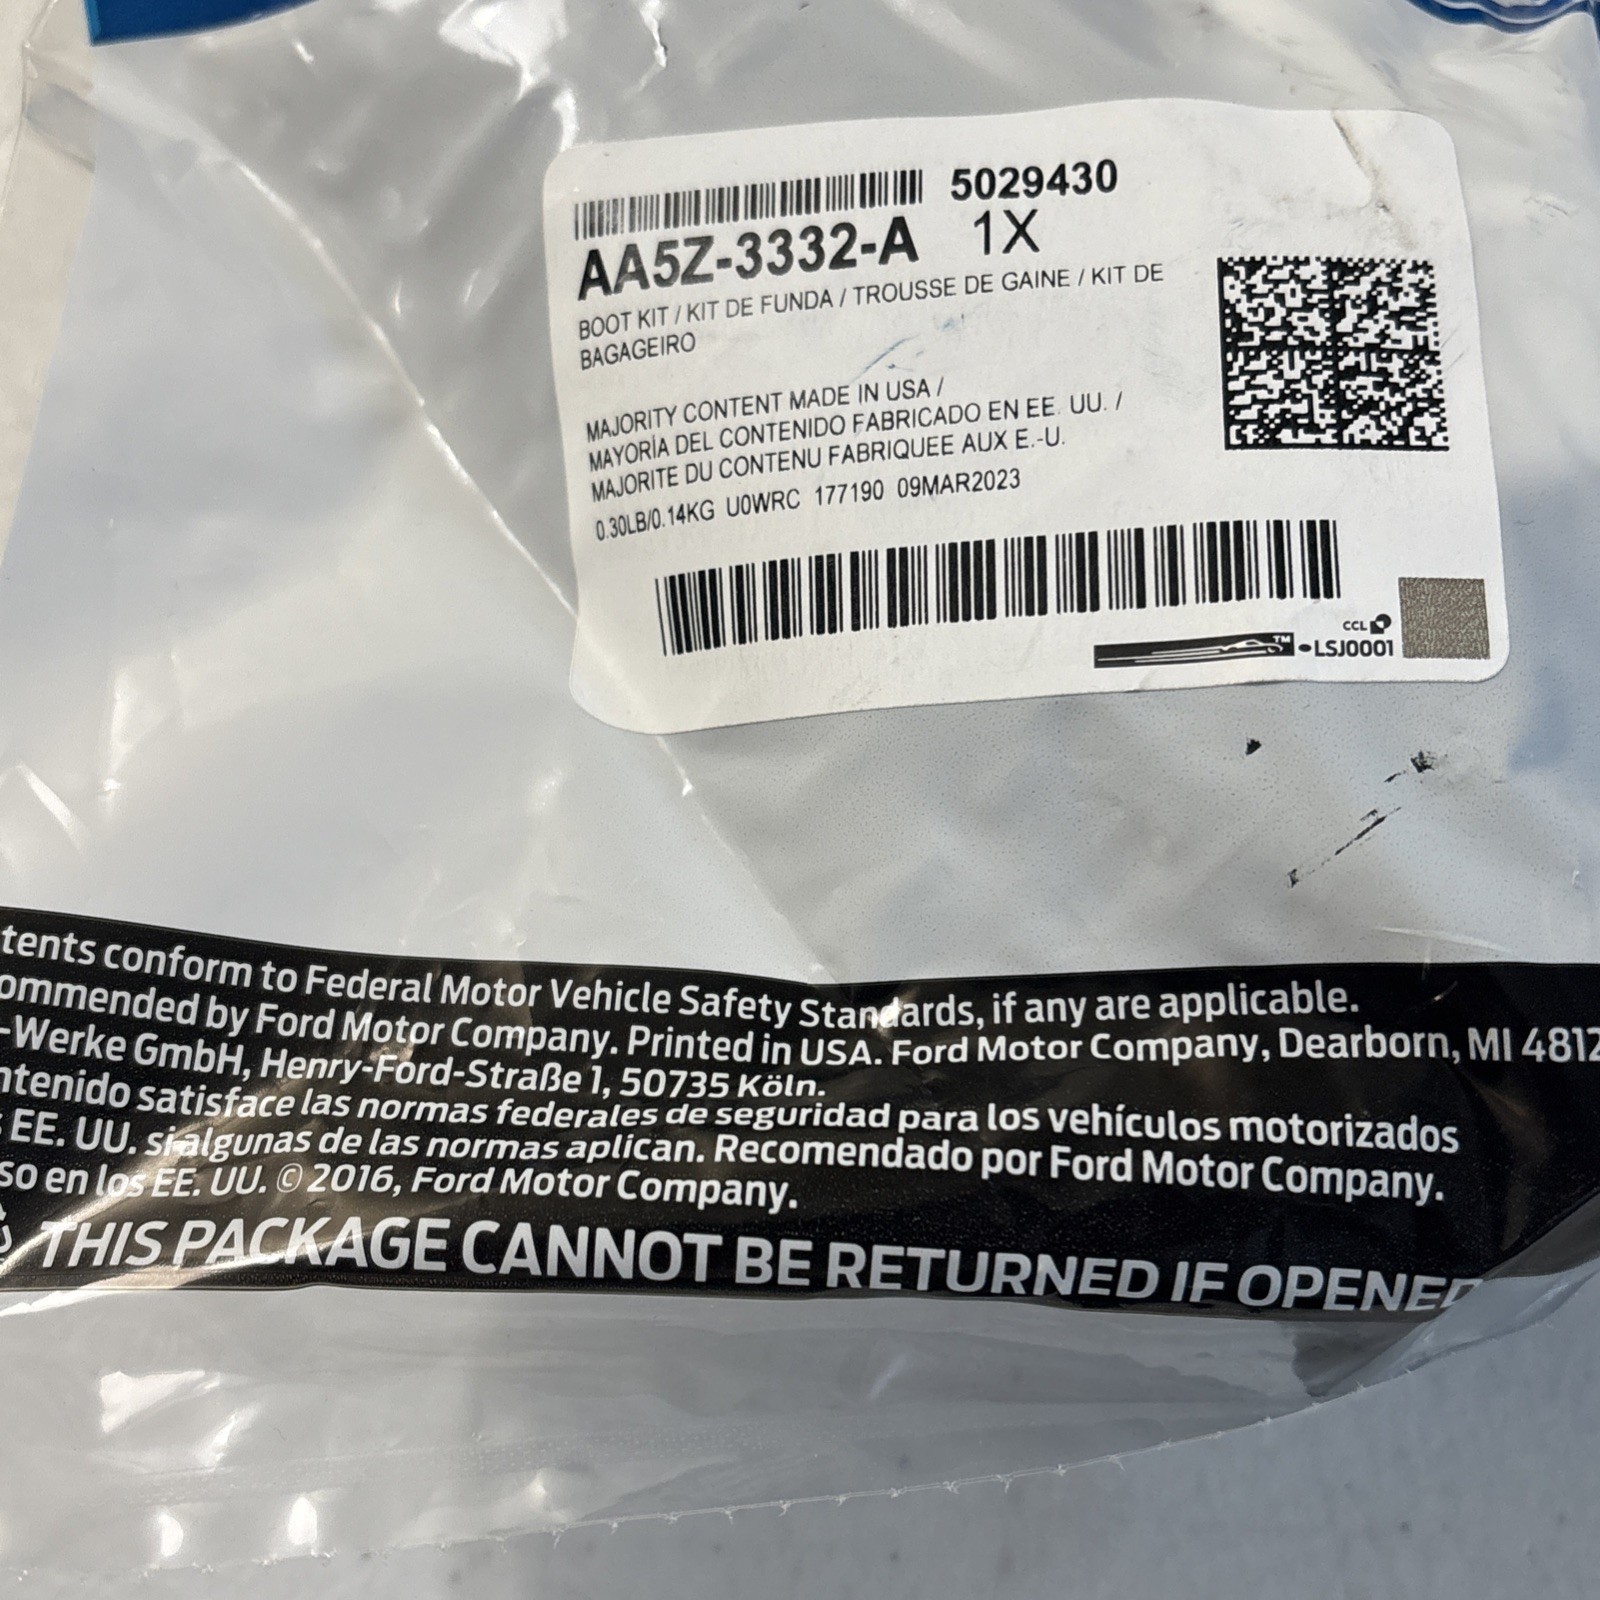 5029430
AA5Z-3332-A 1X
BOOT KIT / KIT DE FUNDA / TROUSSE DE GAINE / KIT DE
BAGAGEIRO
MAJORITY CONTENT MADE IN USA /
MAYORÍA DEL CONTENIDO FABRICADO EN EE. UU. /
MAJORITE DU CONTENU FABRIQUEE AUX E.-U.
0.30LB/0.14KG U0WRC 177190 09MAR2023
CCL
TM
-LSJ0001
tents conform to Federal Motor Vehicle Safety Standards, if any are applicable.
ommended by Ford Motor Company. Printed in USA. Ford Motor Company, Dearborn, MI 4812
-Werke GmbH, Henry-Ford-Straße 1, 50735 Köln.
ntenido satisface las normas federales de seguridad para los vehículos motorizados
EE. UU. si algunas de las normas aplican. Recomendado por Ford Motor Company.
so en los EE. UU. © 2016, Ford Motor Company.
THIS PACKAGE CANNOT BE RETURNED IF OPENED